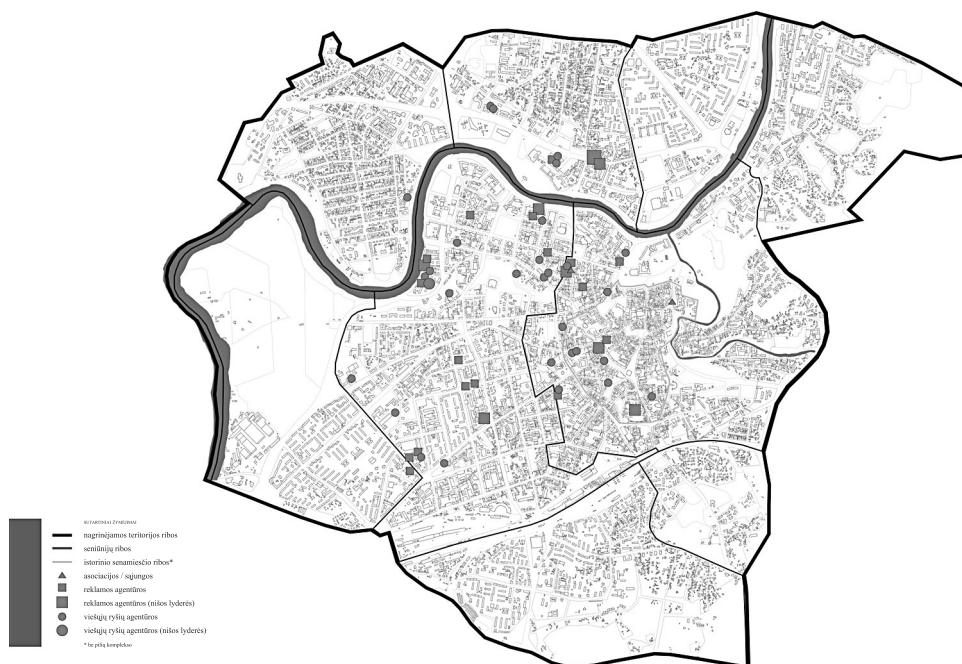 SUTARTINIAI ŽYMĖJIMAI
nagrinėjamos teritorijos ribos
seniūnijų ribos
istorinio senamiesčio ribos*
asociacijos / sąjungos
reklamos agentūros
reklamos agentūros (nišos lyderės)
viešųjų ryšių agentūros
viešųjų ryšių agentūros (nišos lyderės)
* be pilių komplekso